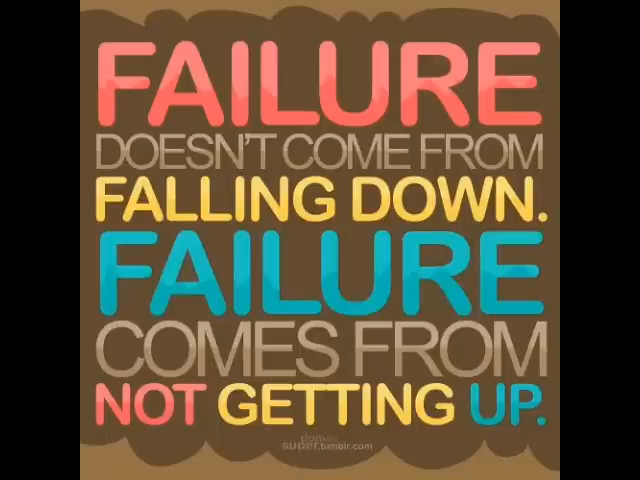 FAILURE
DOESN'T COME FROM
FALLING DOWN.
FAILURE
COMES FROM
NOT GETTING UP.
super.tumblr.com